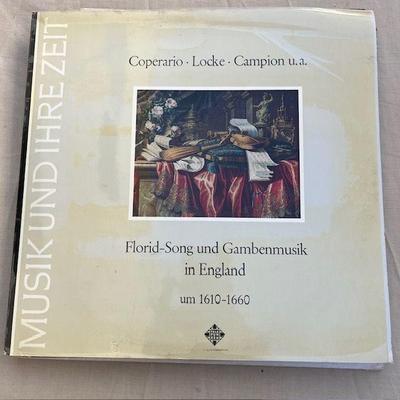 MUSIK UND IHRE ZEIT
Coperario · Locke · Campion u.a.
Florid-Song und Gambenmusik
in England
um 1610-1660